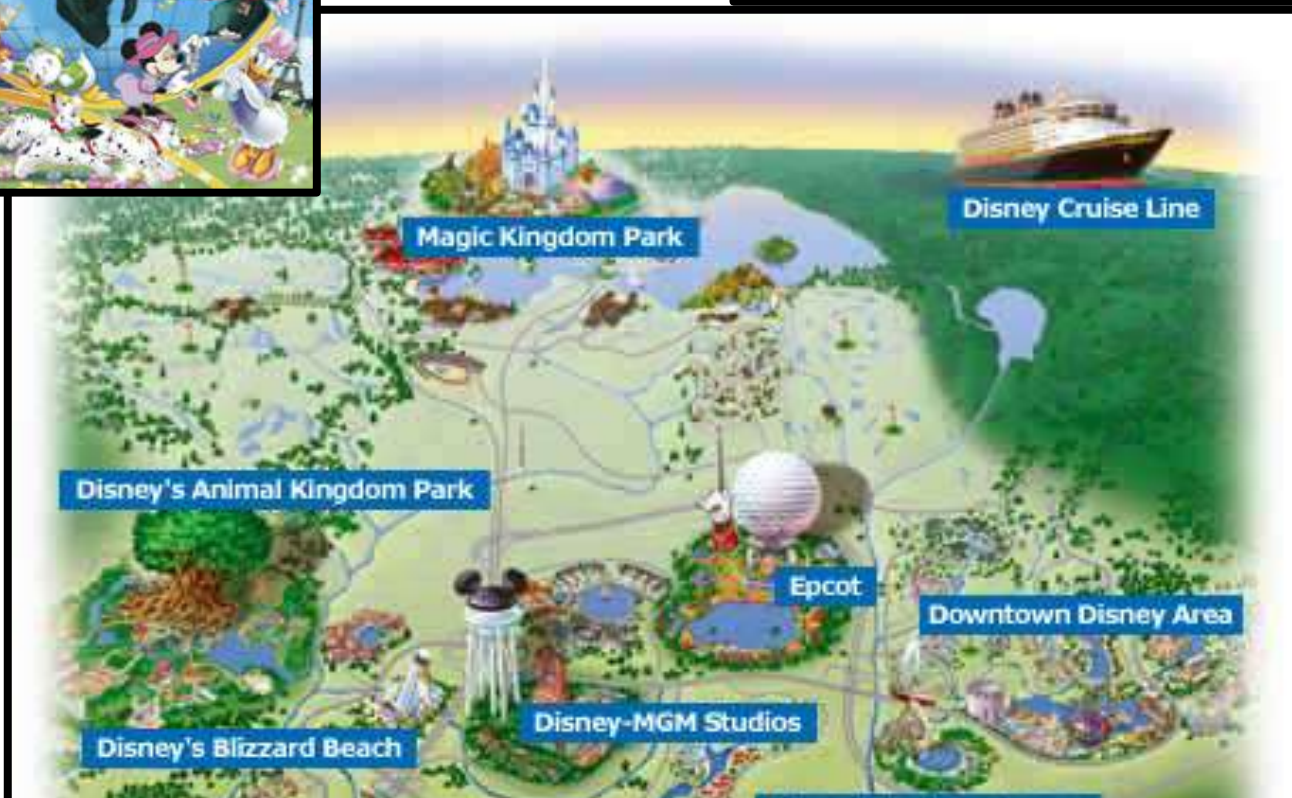 Disney Cruise Line
Magic Kingdom Park
Disney's Animal Kingdom Park
Epcot
Downtown Disney Area
Disney-MGM Studios
Disney's Blizzard Beach